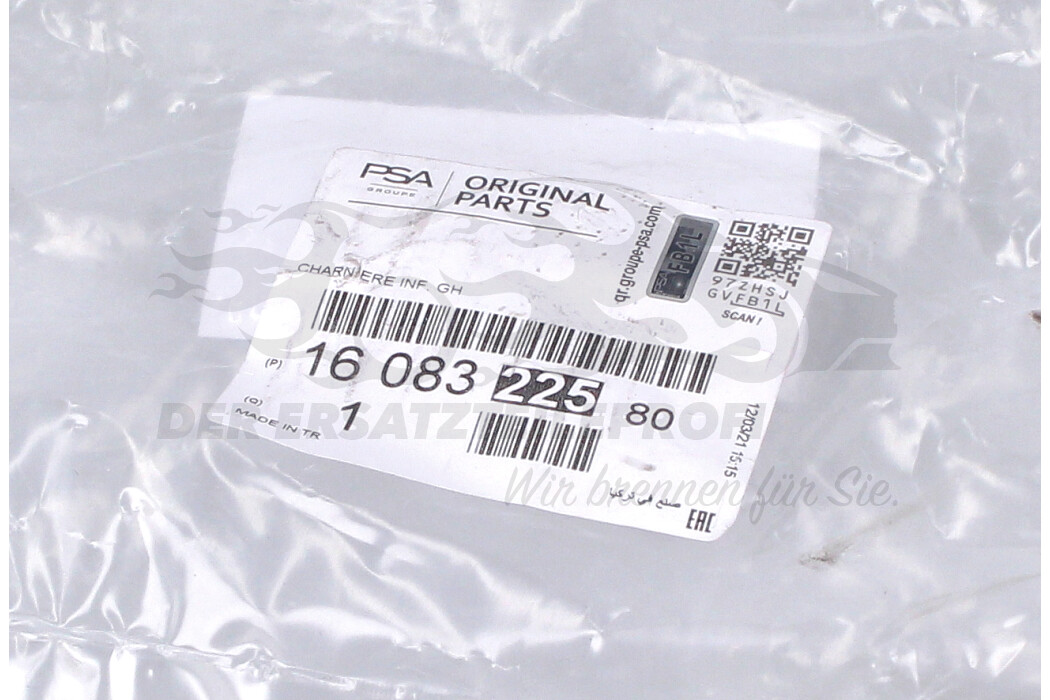 PSA
GROUPE
ORIGINAL
PARTS
qr.groupe-psa.com
PSA FB1L
97ZHSJ
GVFB1L
SCAN!
CHARNIERE INF GH
(P) 16 083 225 80
(Q) 1
MADE IN TR
12/03/21 15:15
صنع في تركيا
EAC
DER ERSATZTEILEPROFI
Wir brennen für Sie.